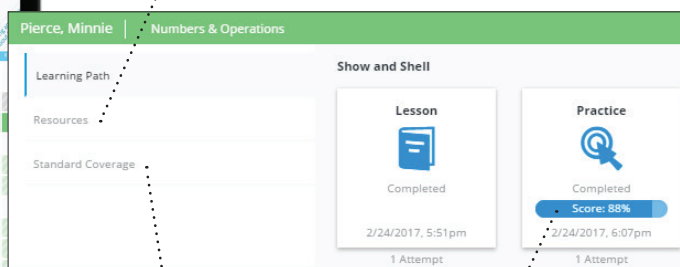 Pierce, Minnie | Numbers & Operations
Learning Path
Resources
Standard Coverage
Show and Shell
Lesson
Completed
2/24/2017, 5:51pm
1 Attempt
Practice
Completed
Score: 88%
2/24/2017, 6:07pm
1 Attempt